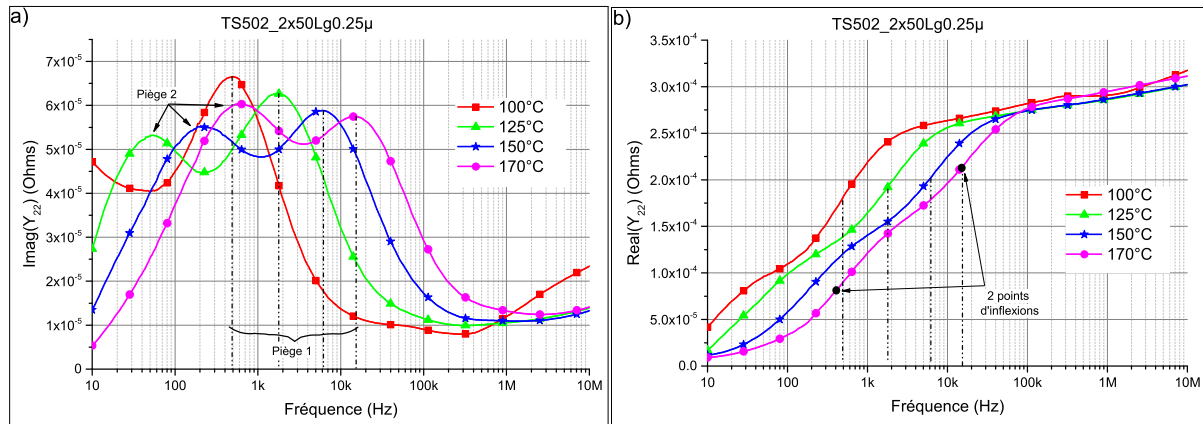 a)
TS502_2x50Lg0.25µ
7x10⁻⁵
6x10⁻⁵
5x10⁻⁵
4x10⁻⁵
3x10⁻⁵
2x10⁻⁵
1x10⁻⁵
0
Imag(Y₂₂) (Ohms)
Piège 2
100°C
125°C
150°C
170°C
Piège 1
10 100 1k 10k 100k 1M 10M
Fréquence (Hz)
b)
TS502_2x50Lg0.25µ
3.5x10⁻⁴
3.0x10⁻⁴
2.5x10⁻⁴
2.0x10⁻⁴
1.5x10⁻⁴
1.0x10⁻⁴
5.0x10⁻⁵
0.0
Real(Y₂₂) (Ohms)
100°C
125°C
150°C
170°C
2 points
d'inflexions
10 100 1k 10k 100k 1M 10M
Fréquence (Hz)